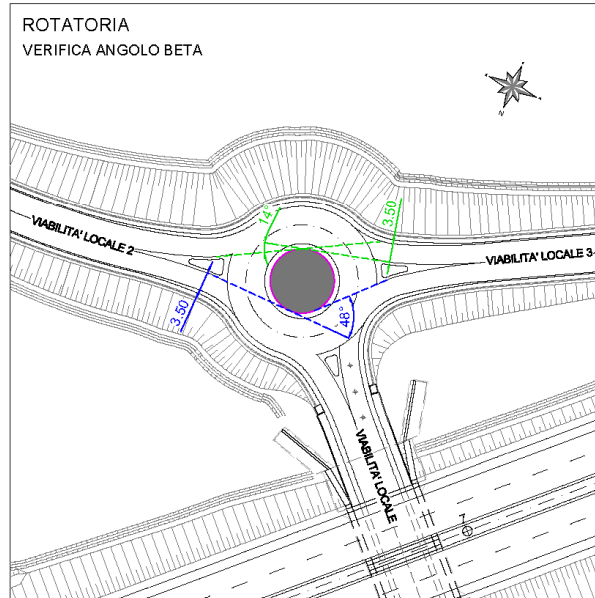 ROTATORIA
VERIFICA ANGOLO BETA
14°
3.50
VIABILITA' LOCALE 2
VIABILITA' LOCALE 3
3.50
48°
VIABILITA' LOCALE
N